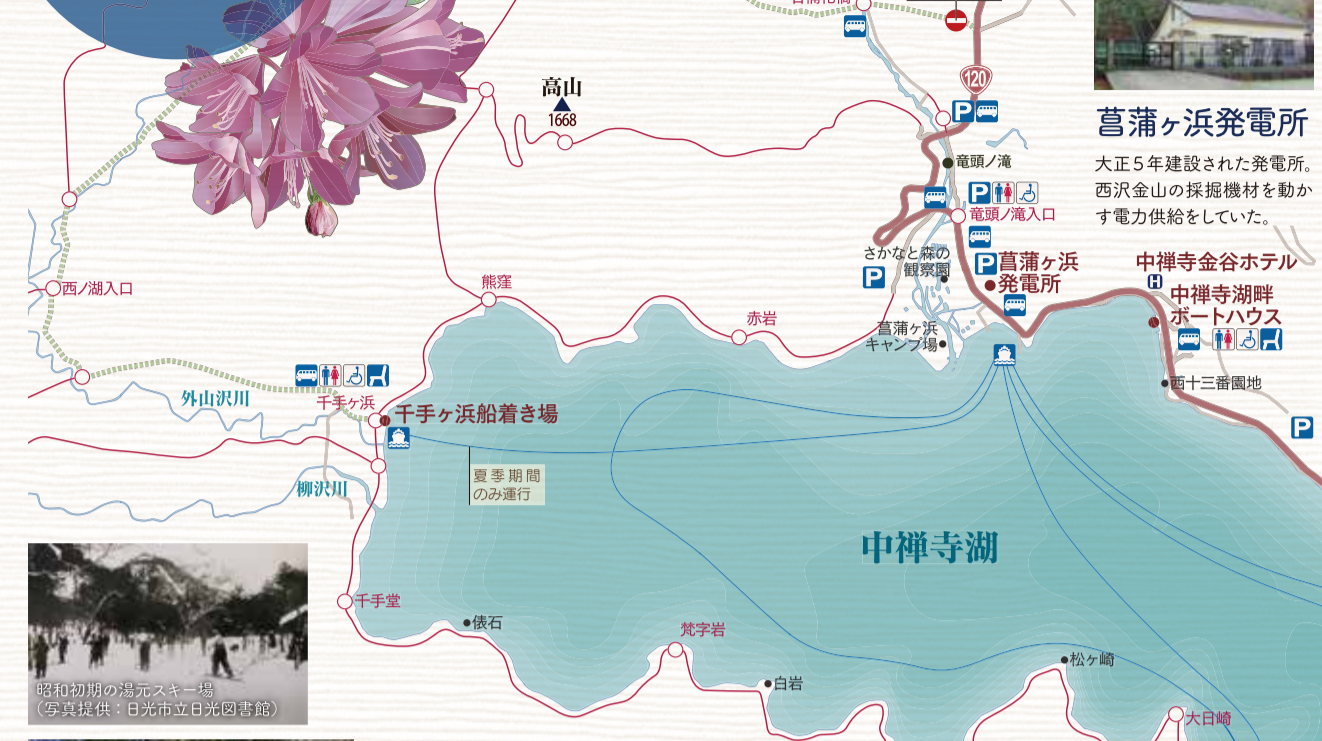 高山
1668
120
菖蒲ヶ浜発電所
大正5年建設された発電所。
西沢金山の採掘機材を動か
す電力供給をしていた。
P
竜頭ノ滝
P
竜頭ノ滝入口
さかなと森の
観察園
P
P
菖蒲ヶ浜
発電所
中禅寺金谷ホテル
H
中禅寺湖畔
ボートハウス
西ノ湖入口
熊窪
赤岩
菖蒲ヶ浜
キャンプ場
西十三番園地
P
外山沢川
千手ヶ浜
千手ヶ浜船着き場
夏季期間
のみ運行
柳沢川
中禅寺湖
千手堂
俵石
梵字岩
白岩
松ヶ崎
大日崎
昭和初期の湯元スキー場
(写真提供:日光市立日光図書館)